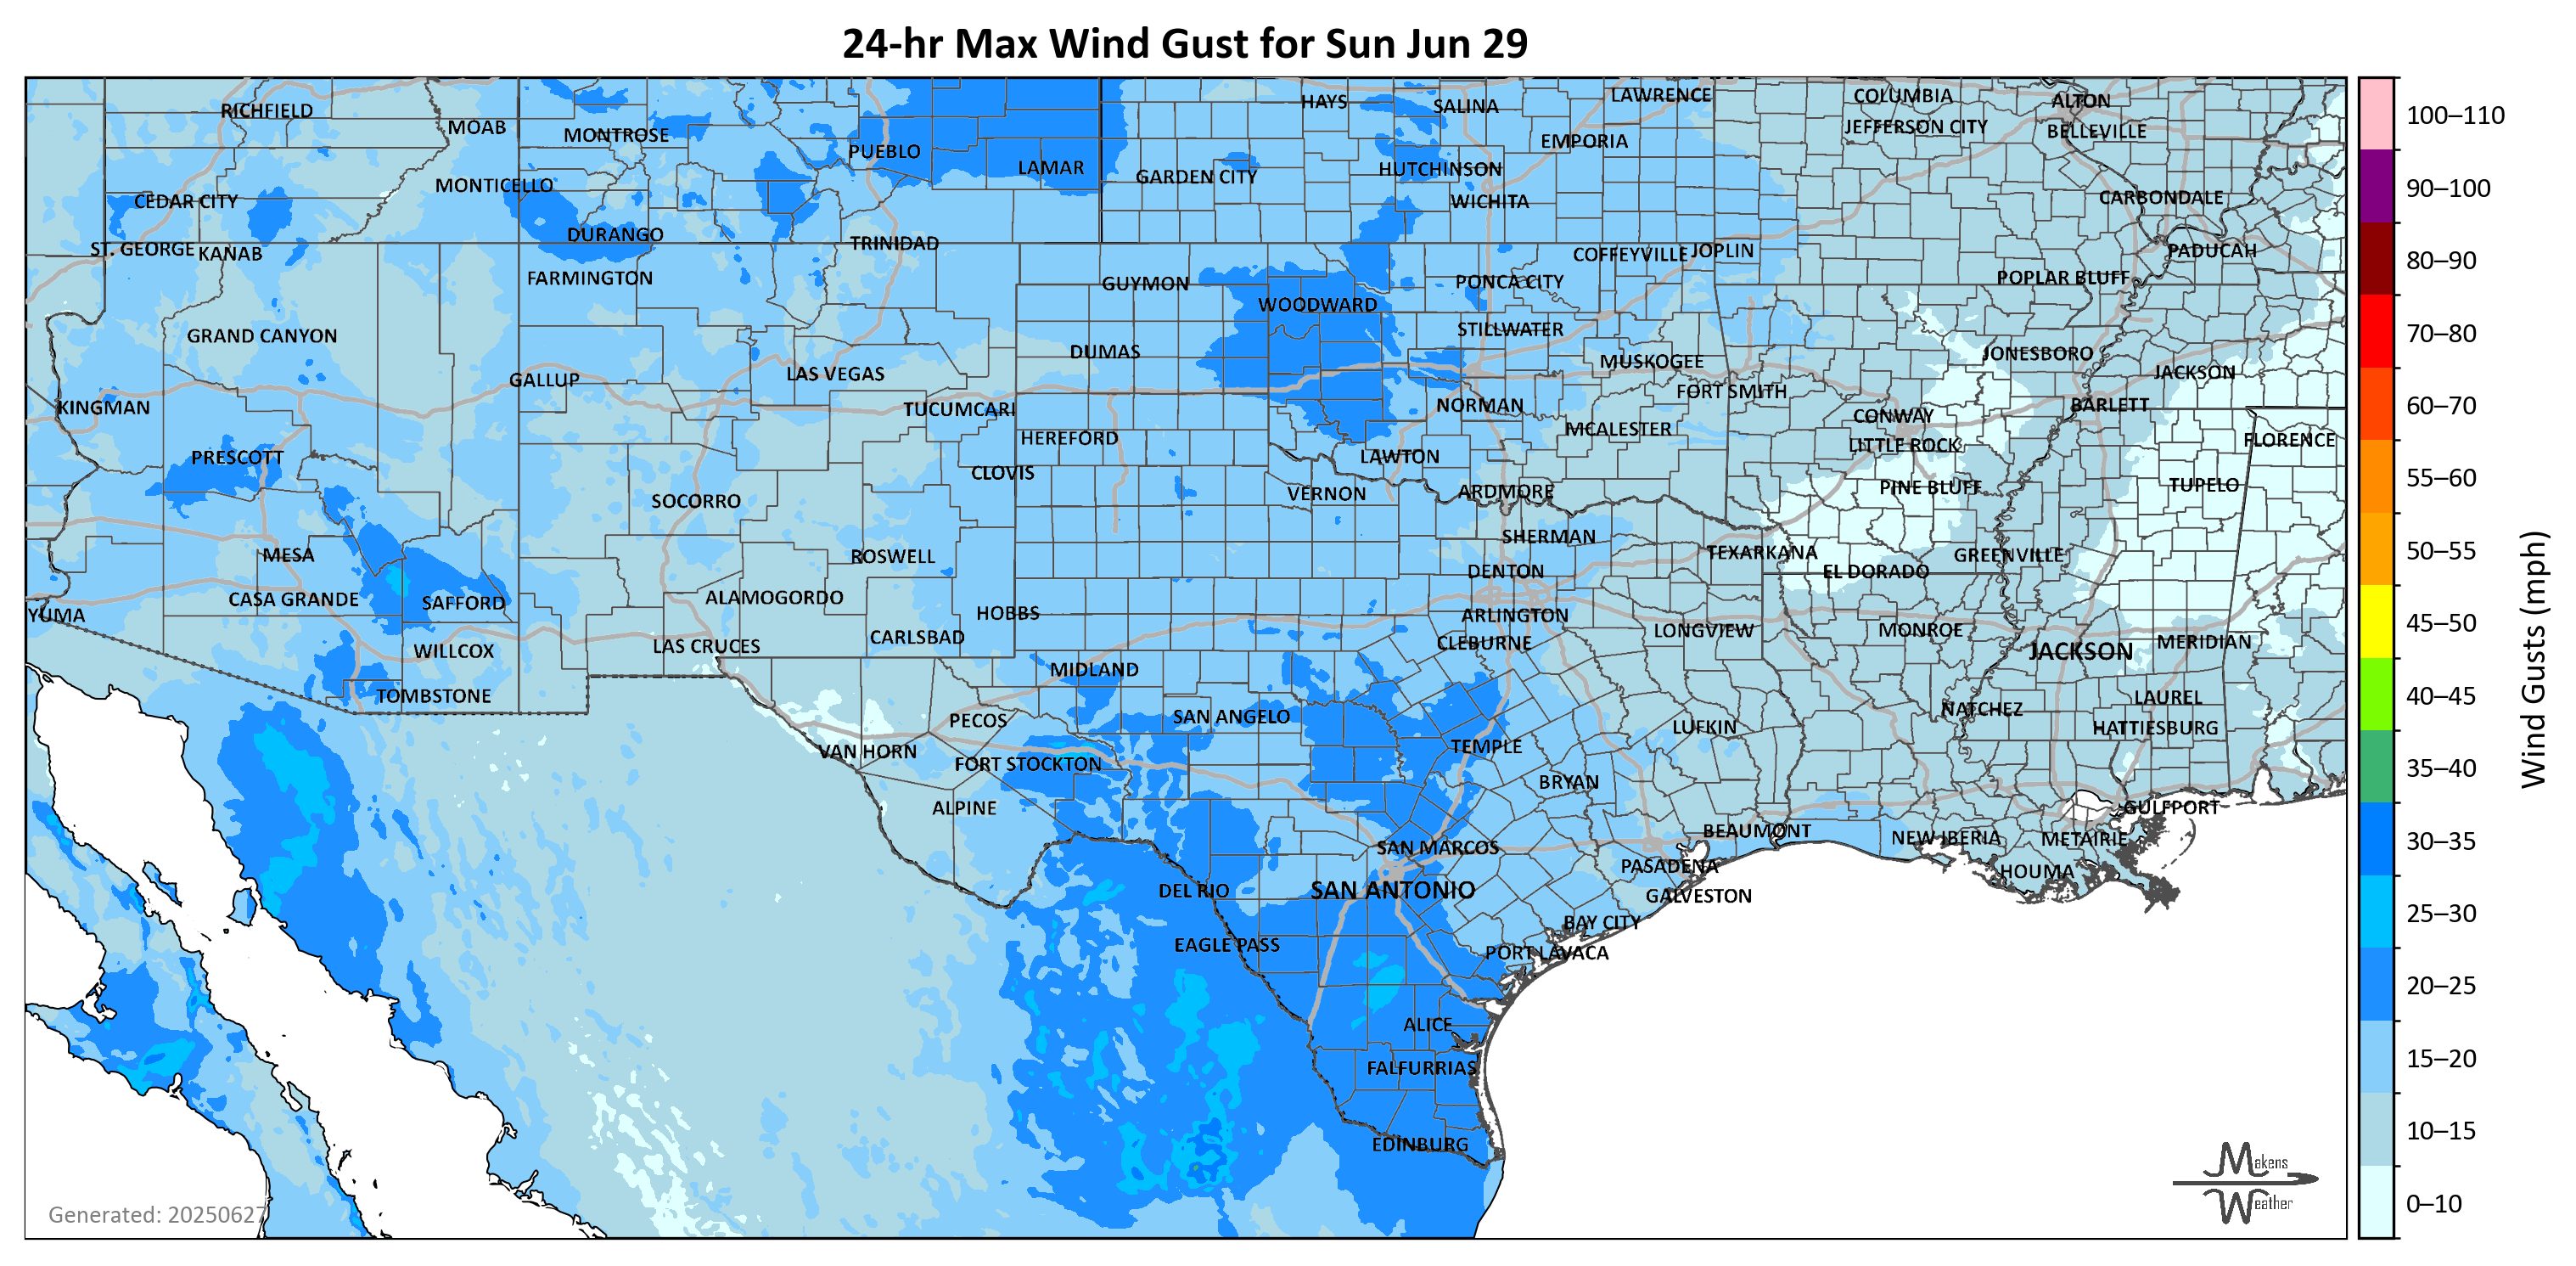 24-hr Max Wind Gust for Sun Jun 29
RICHFIELD
MOAB
MONTROSE
PUEBLO
LAMAR
HAYS
SALINA
LAWRENCE
EMPORIA
COLUMBIA
JEFFERSON CITY
ALTON
BELLEVILLE
MONTICELLO
CEDAR CITY
GARDEN CITY
HUTCHINSON
WICHITA
CARBONDALE
ST. GEORGE
KANAB
DURANGO
TRINIDAD
FARMINGTON
GUYMON
WOODWARD
PONCA CITY
COFFEYVILLE
JOPLIN
POPLAR BLUFF
PADUCAH
GRAND CANYON
DUMAS
STILLWATER
MUSKOGEE
JONESBORO
JACKSON
GALLUP
LAS VEGAS
KINGMAN
TUCUMCARI
NORMAN
FORT SMITH
CONWAY
BARLETT
HEREFORD
MCALESTER
LITTLE ROCK
FLORENCE
PRESCOTT
CLOVIS
LAWTON
SOCORRO
VERNON
ARDMORE
PINE BLUFF
TUPELO
MESA
ROSWELL
SHERMAN
TEXARKANA
GREENVILLE
DENTON
EL DORADO
YUMA
CASA GRANDE
SAFFORD
ALAMOGORDO
HOBBS
ARLINGTON
WILLCOX
LAS CRUCES
CARLSBAD
CLEBURNE
LONGVIEW
MONROE
JACKSON
MERIDIAN
TOMBSTONE
MIDLAND
LAUREL
PECOS
SAN ANGELO
NATCHEZ
HATTIESBURG
VAN HORN
FORT STOCKTON
TEMPLE
LUFKIN
BRYAN
ALPINE
GULFPORT
SAN MARCOS
BEAUMONT
NEW IBERIA
METAIRIE
PASADENA
HOUMA
DEL RIO
SAN ANTONIO
GALVESTON
BAY CITY
EAGLE PASS
PORT LAVACA
ALICE
FALFURRIAS
EDINBURG
Generated: 20250627
Makens
Weather
100–110
90–100
80–90
70–80
60–70
55–60
50–55
45–50
40–45
35–40
30–35
25–30
20–25
15–20
10–15
0–10
Wind Gusts (mph)